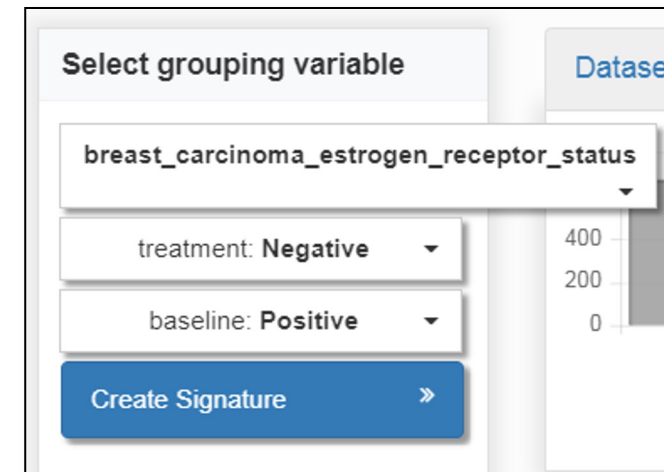 Select grouping variable
Datase
breast_carcinoma_estrogen_receptor_status
treatment: Negative
400
200
baseline: Positive
0
Create Signature »